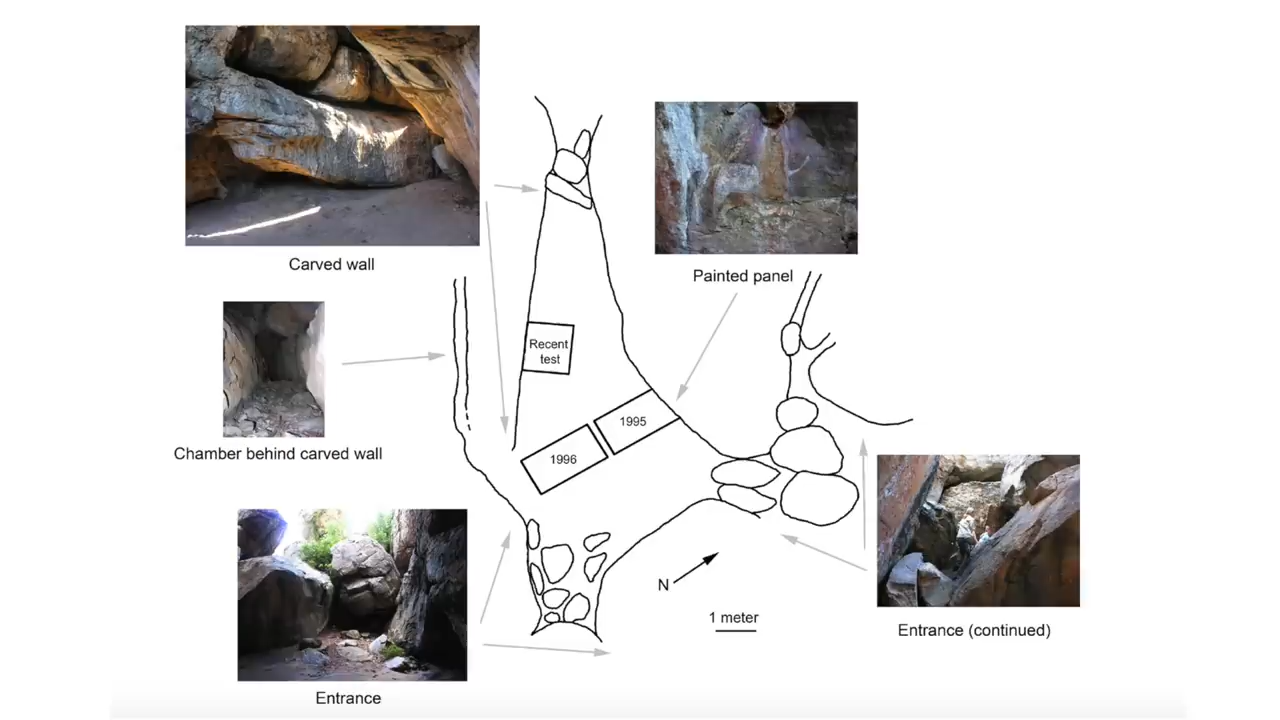 Carved wall
Painted panel
Recent
test
1995
Chamber behind carved wall
1996
N
1 meter
Entrance (continued)
Entrance